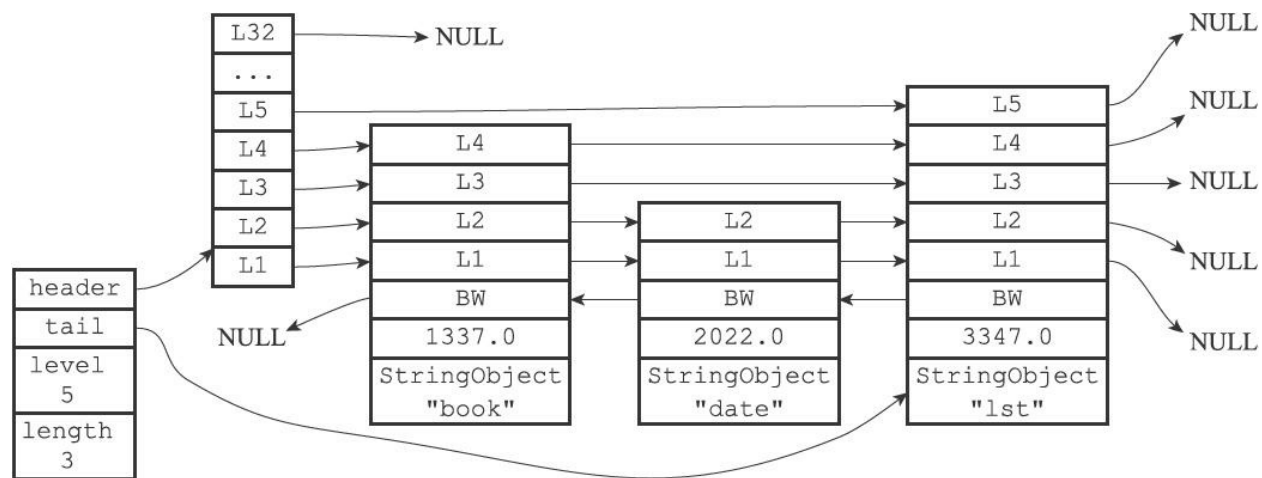 L32
NULL
NULL
...
L5
L5
NULL
L4
L4
L4
L3
L3
L3
NULL
L2
L2
L2
L2
NULL
L1
L1
L1
L1
header
BW
BW
BW
tail
NULL
1337.0
2022.0
3347.0
NULL
level
5
StringObject
"book"
StringObject
"date"
StringObject
"lst"
length
3